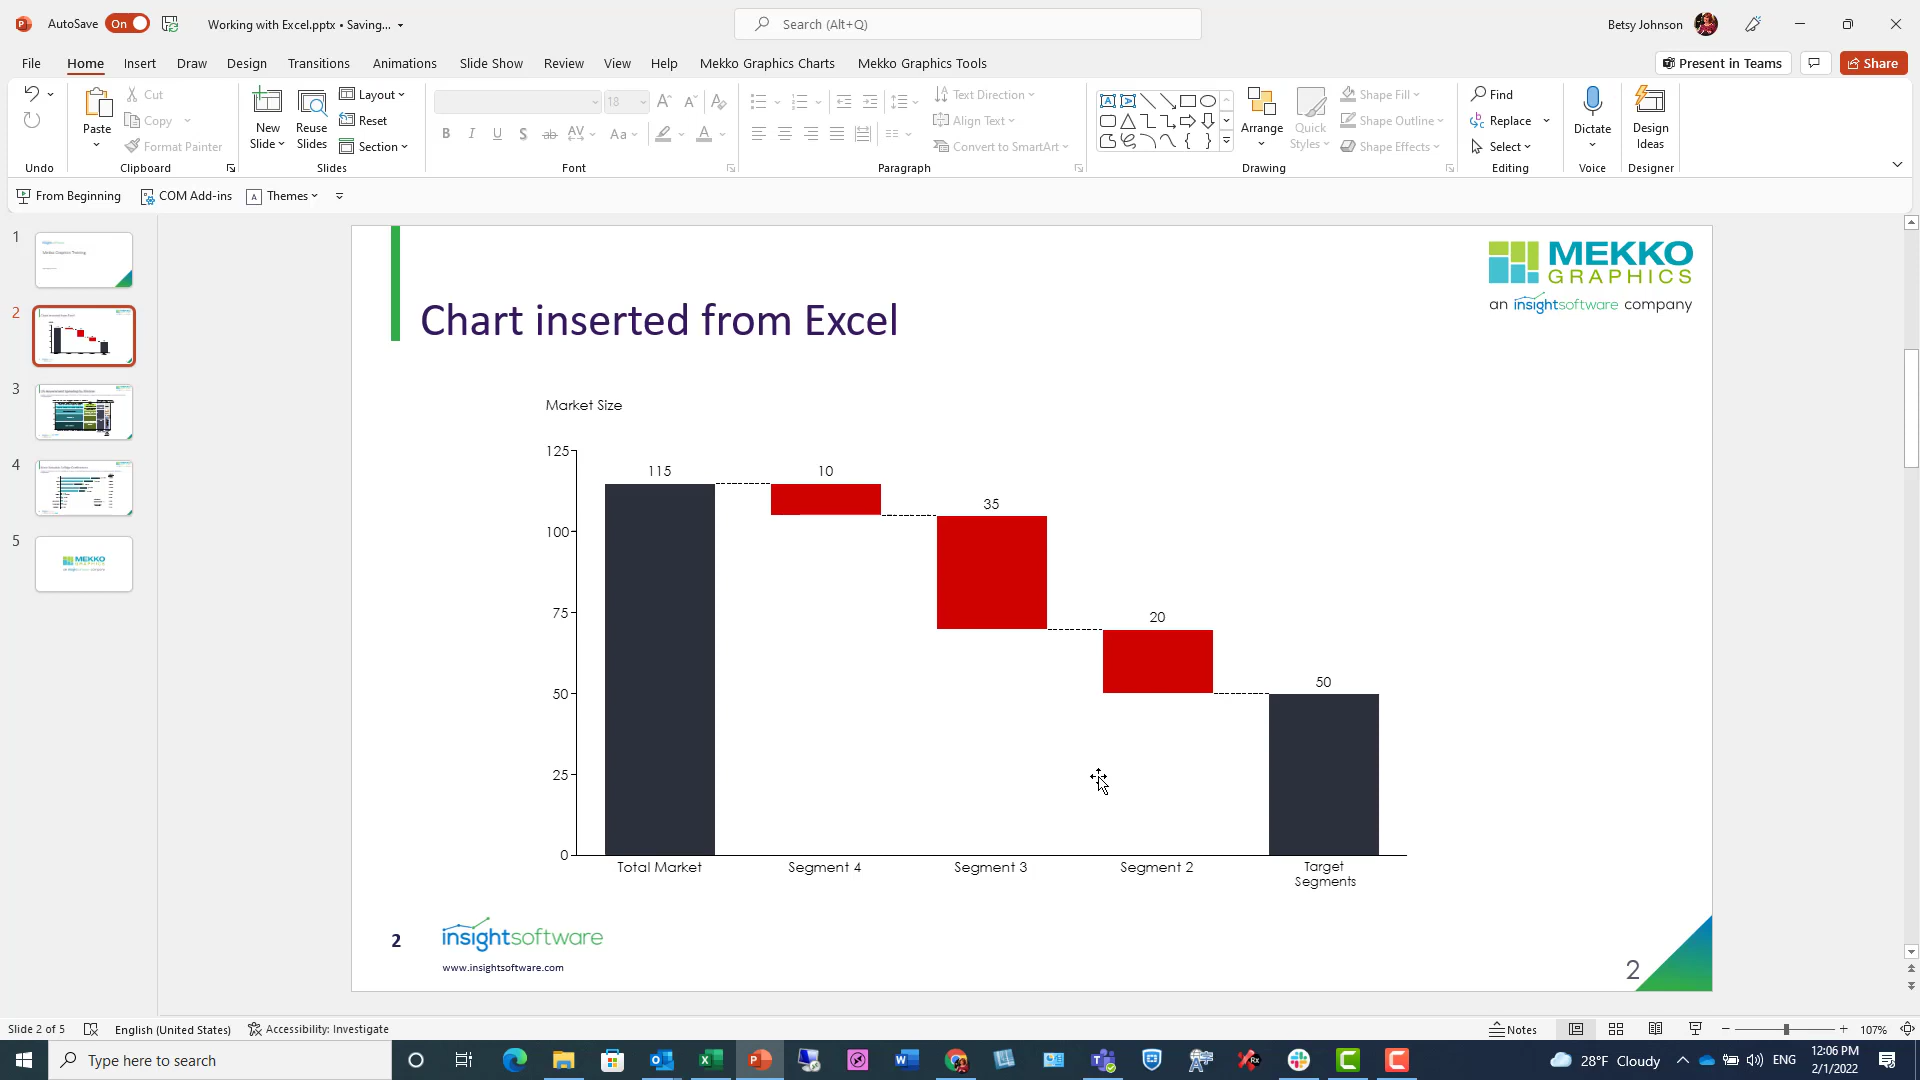 AutoSave On Working with Excel.pptx • Saving... Search (Alt+Q) Betsy Johnson
File Home Insert Draw Design Transitions Animations Slide Show Review View Help Mekko Graphics Charts Mekko Graphics Tools Present in Teams Share
Cut
Copy
Format Painter
Paste
New Slide
Reuse Slides
Layout
Reset
Section
18
Aa
Text Direction
Align Text
Convert to SmartArt
Arrange
Quick Styles
Shape Fill
Shape Outline
Shape Effects
Find
Replace
Select
Dictate
Design Ideas
Undo Clipboard Slides Font Paragraph Drawing Editing Voice Designer
From Beginning COM Add-ins Themes
1
2
3
4
5
MEKKO
GRAPHICS
an insightsoftware company
Chart inserted from Excel
Market Size
125
100
75
50
25
0
115
10
35
20
50
Total Market Segment 4 Segment 3 Segment 2 Target
Segments
2 insightsoftware
www.insightsoftware.com
2
Slide 2 of 5 English (United States) Accessibility: Investigate Notes 107%
Type here to search 28°F Cloudy ENG 12:06 PM
2/1/2022